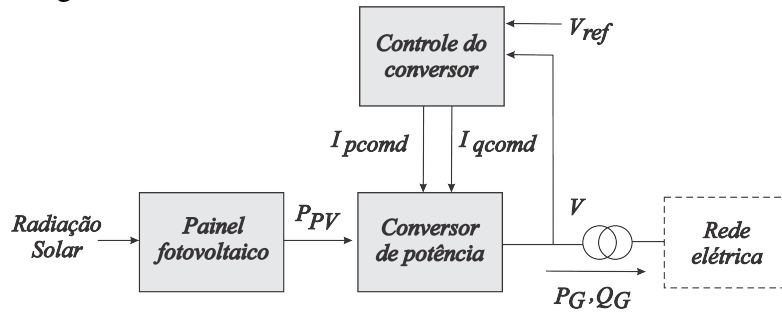 Controle do
conversor
V_ref
I_pcomd
I_qcomd
Radiação
Solar
Painel
fotovoltaico
P_PV
Conversor
de potência
V
Rede
elétrica
P_G, Q_G